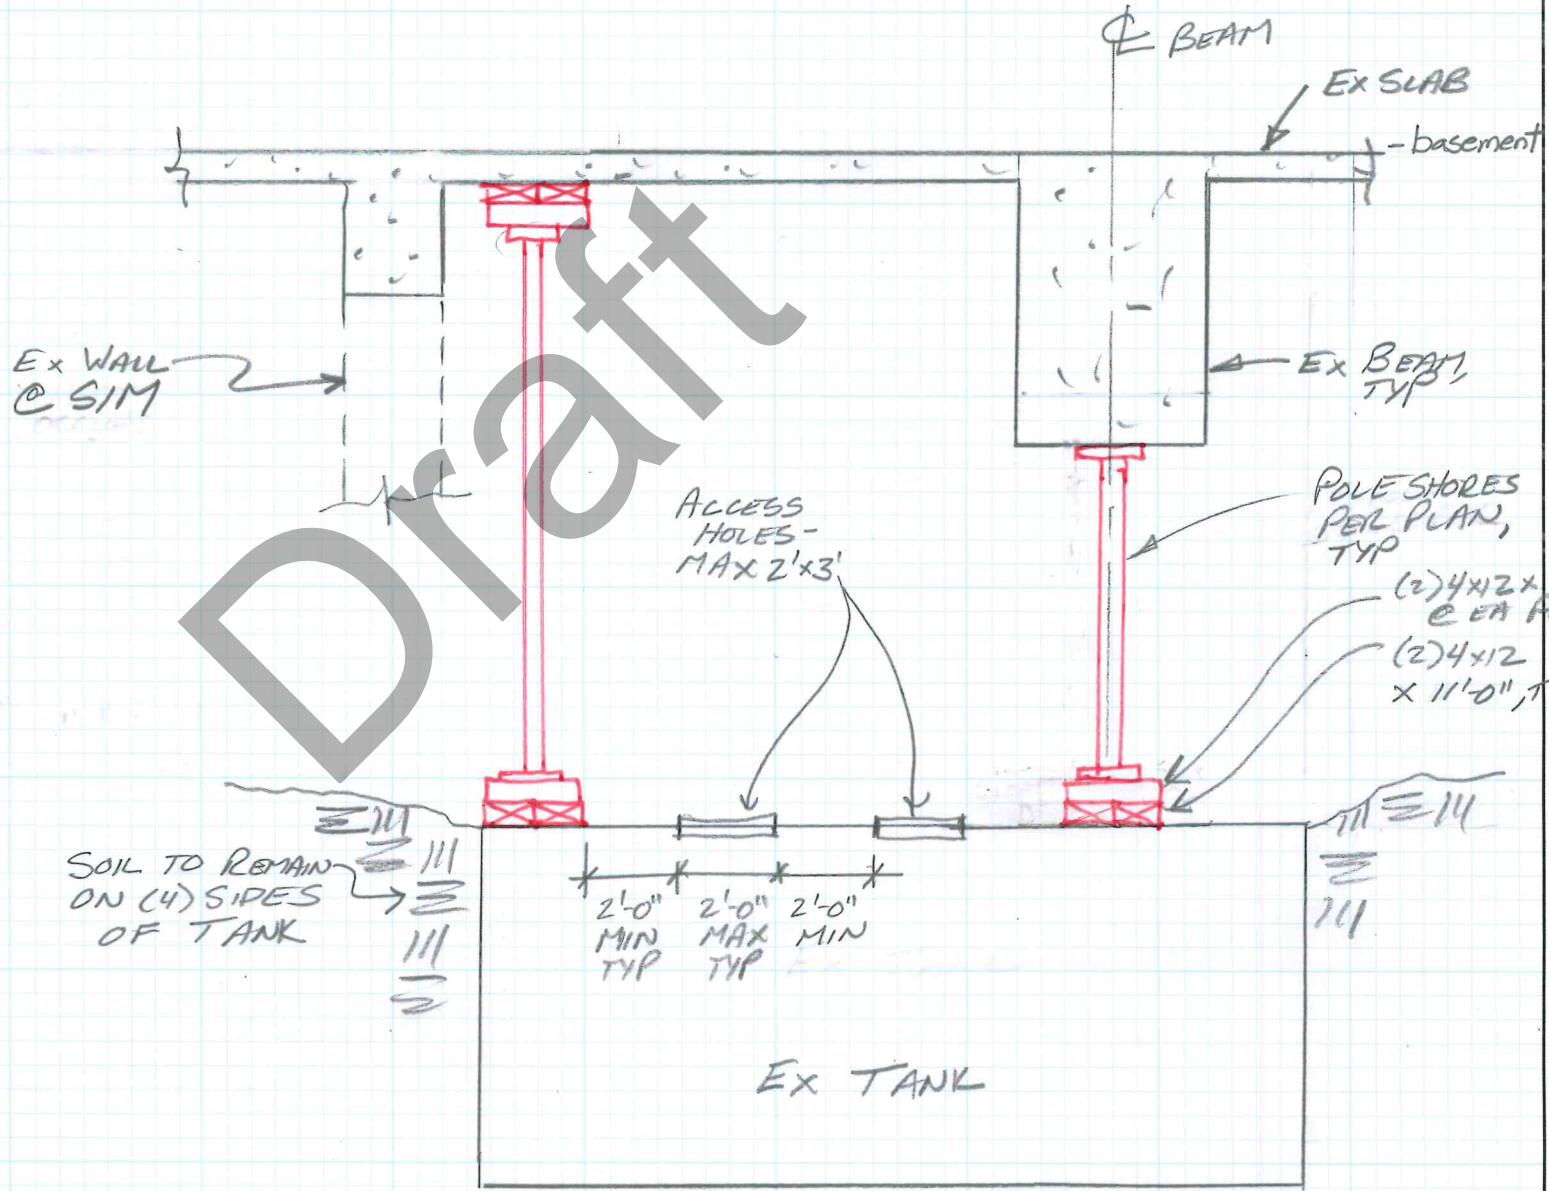 ℄ BEAM
EX SLAB
- basement
EX WALL
@ SIM
EX BEAM,
TYP
ACCESS
HOLES-
MAX 2'x3'
POLE SHORES
PER PLAN,
TYP
(2)4x12x
@ EA
(2)4x12
x 11'-0",
Draft
SOIL TO REMAIN
ON (4) SIDES
OF TANK
2'-0"
MIN
TYP
2'-0"
MAX
TYP
2'-0"
MIN
EX TANK